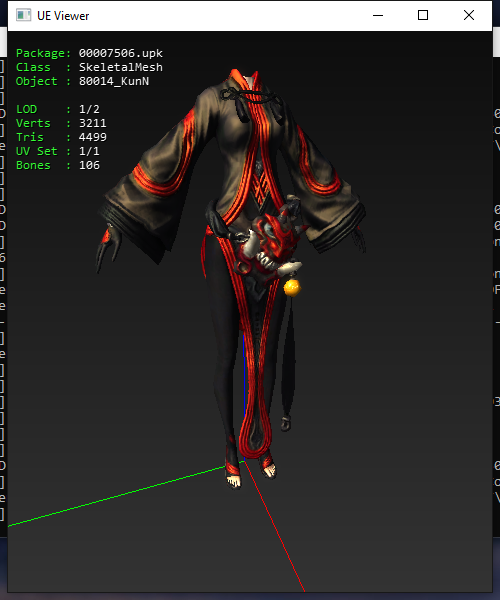 UE Viewer
Package: 00007506.upk
Class : SkeletalMesh
Object : 80014_KunN
LOD : 1/2
Verts : 3211
Tris : 4499
UV Set : 1/1
Bones : 106